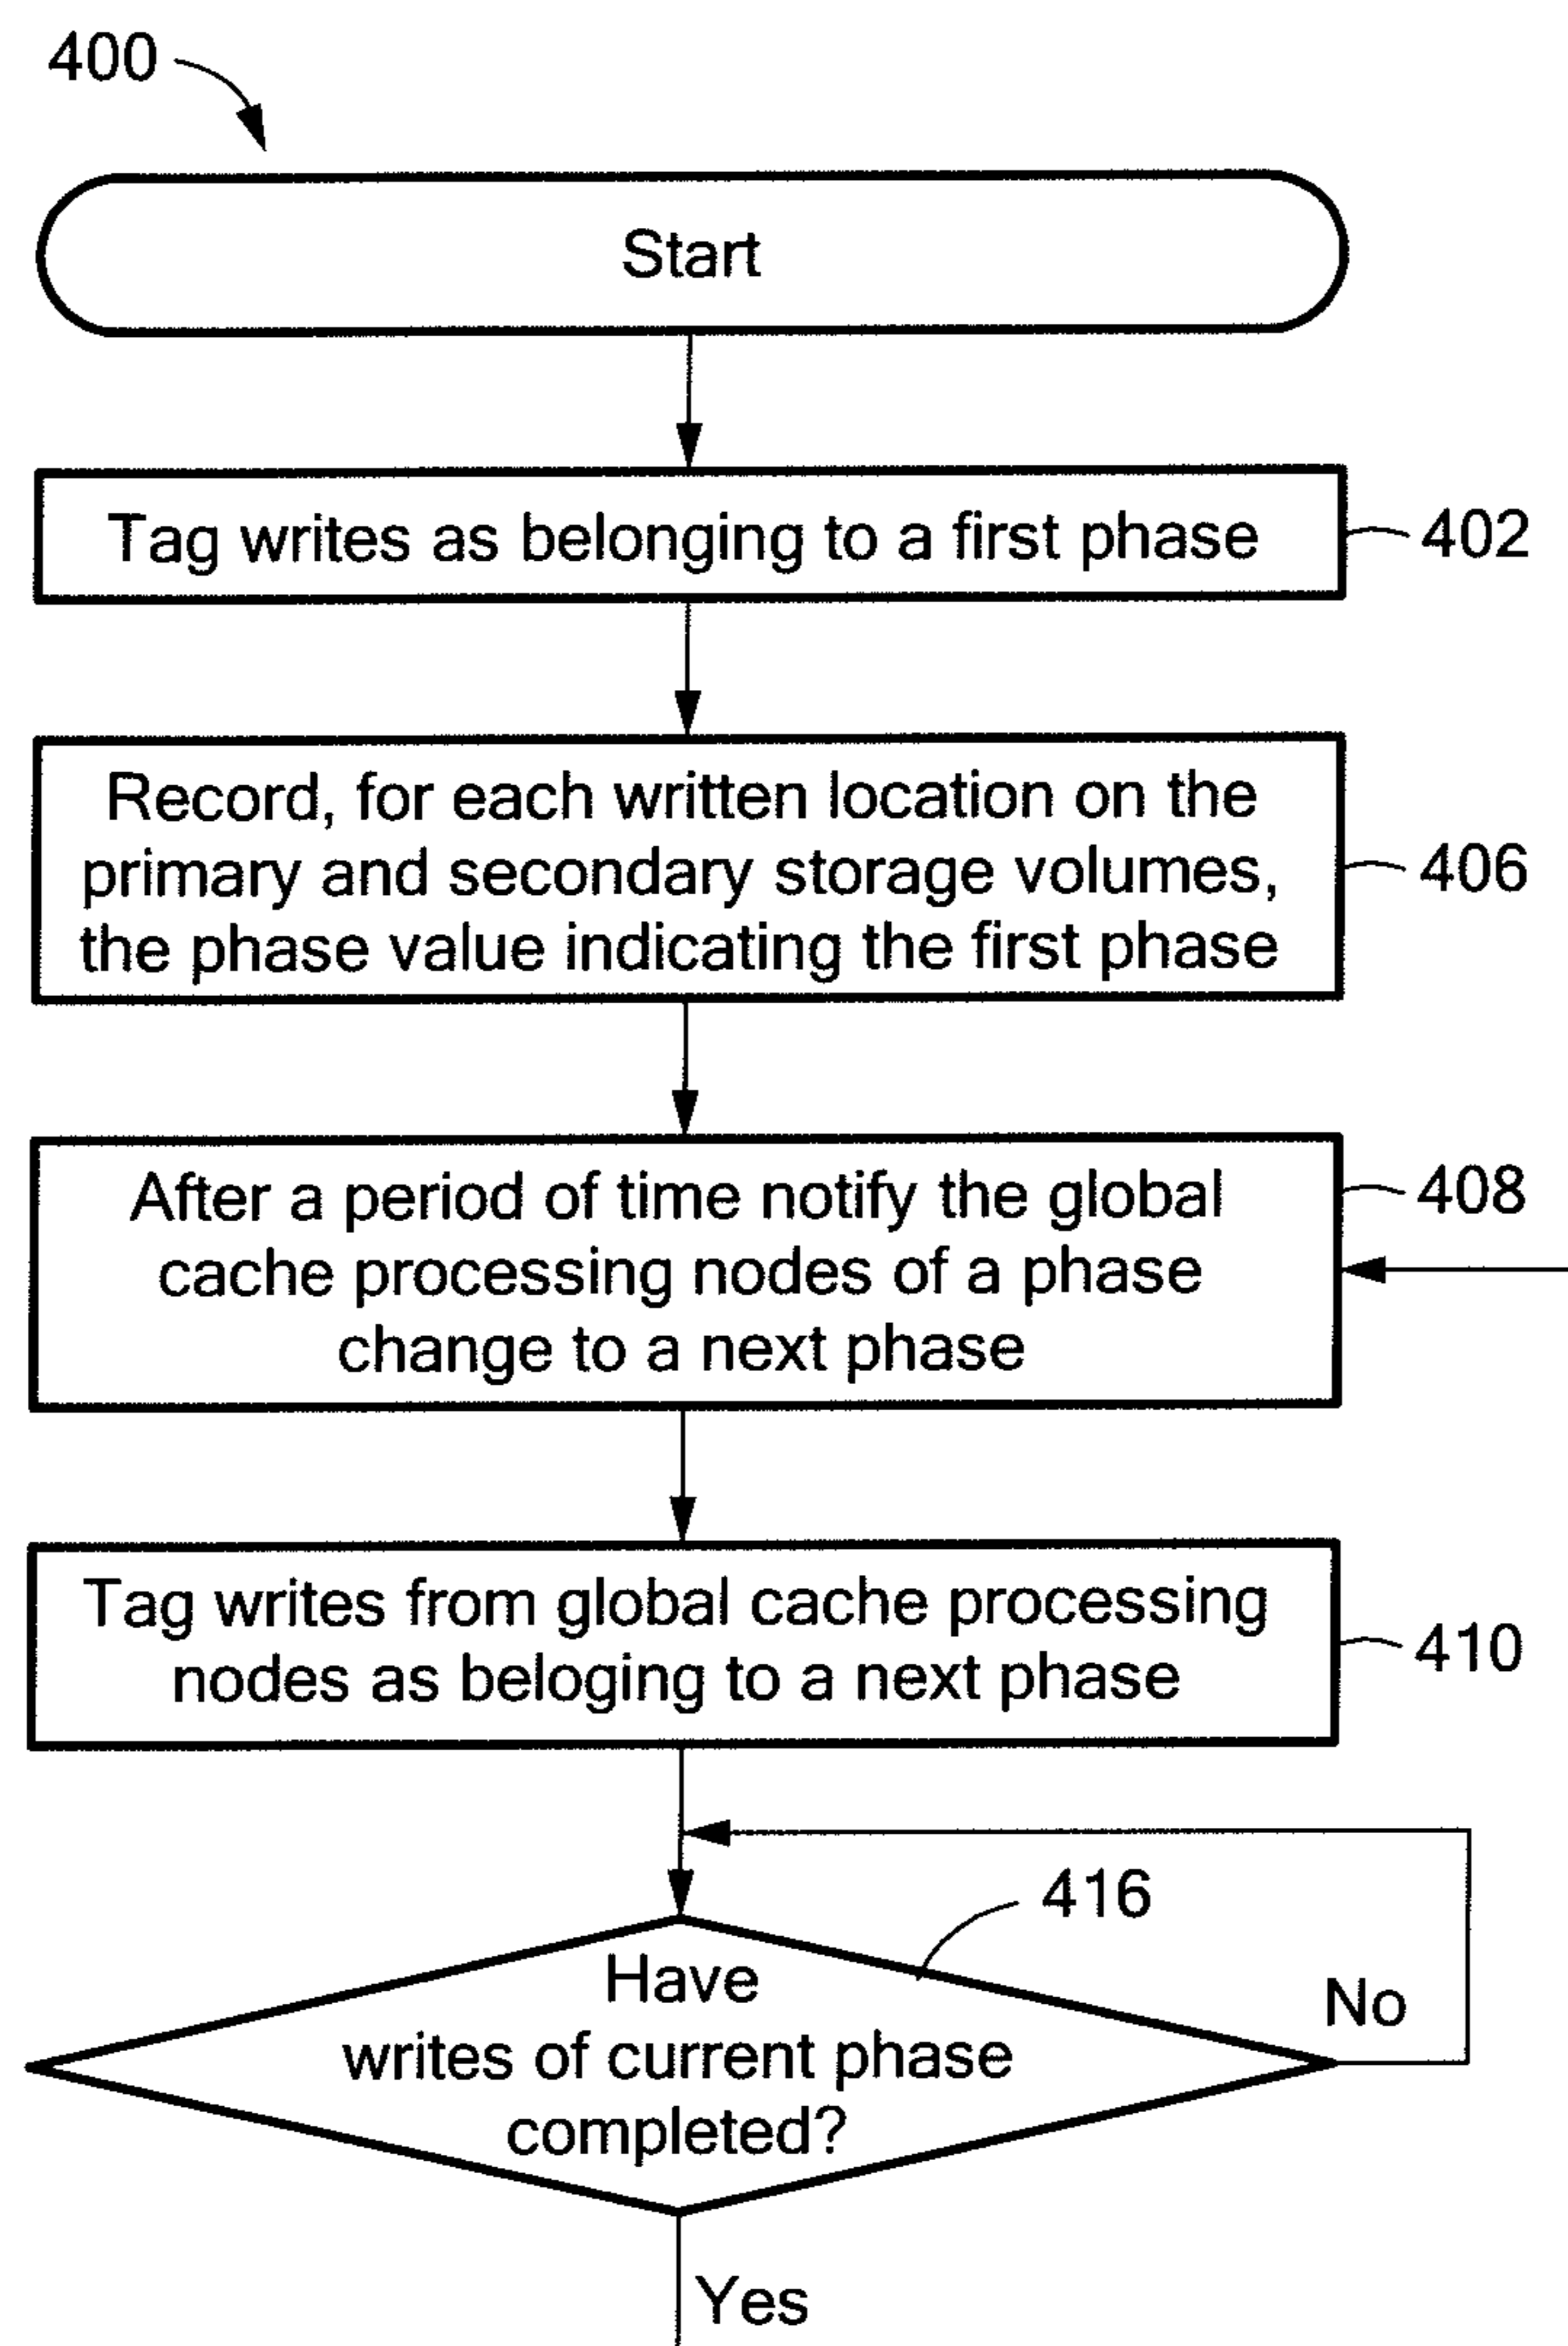 400
Start
Tag writes as belonging to a first phase
402
Record, for each written location on the
primary and secondary storage volumes,
the phase value indicating the first phase
406
After a period of time notify the global
cache processing nodes of a phase
change to a next phase
408
Tag writes from global cache processing
nodes as beloging to a next phase
410
416
Have
writes of current phase
completed?
No
Yes